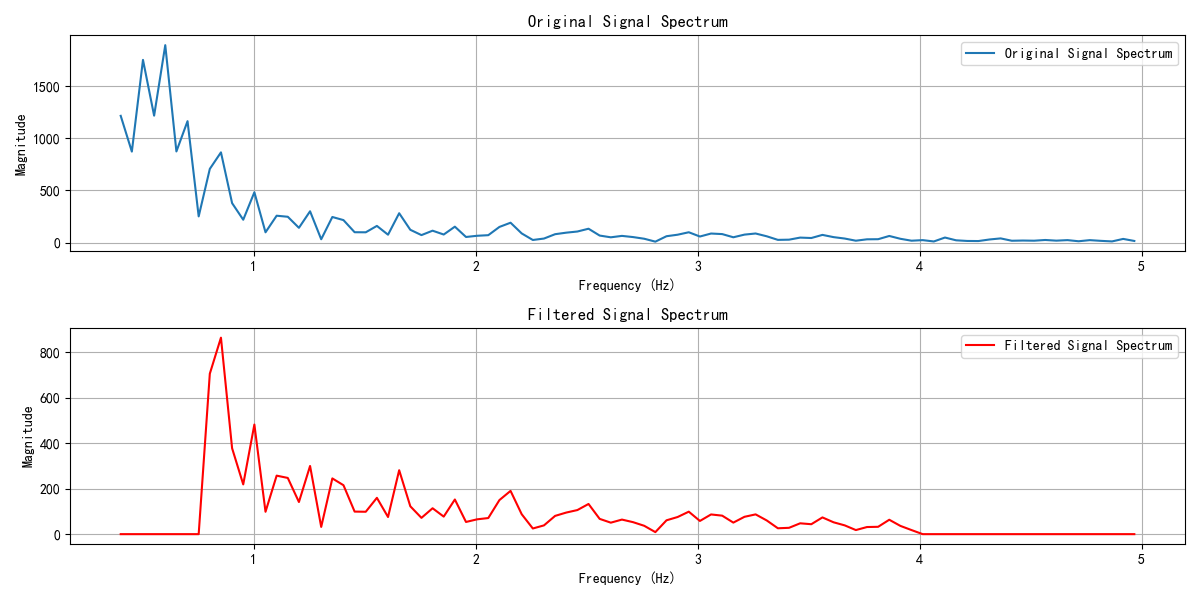 Original Signal Spectrum
Original Signal Spectrum
Magnitude
1500
1000
500
0
1 2 3 4 5
Frequency (Hz)
Filtered Signal Spectrum
Filtered Signal Spectrum
Magnitude
800
600
400
200
0
1 2 3 4 5
Frequency (Hz)